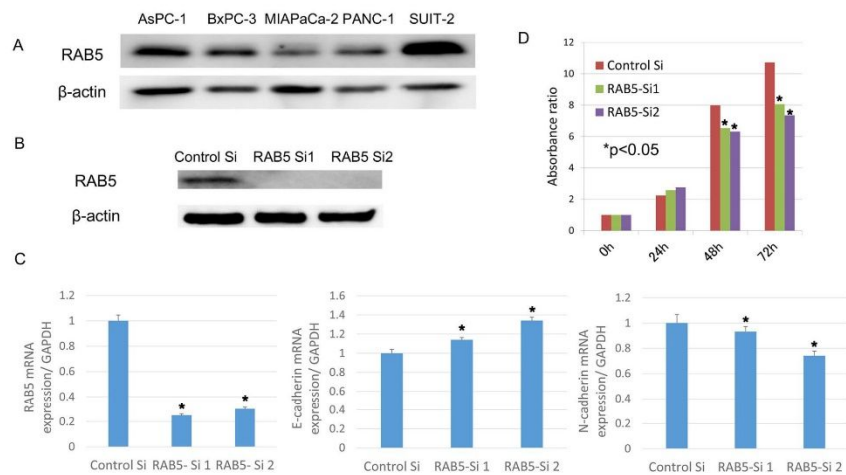 A
AsPC-1 BxPC-3 MIAPaCa-2 PANC-1 SUIT-2
RAB5
β-actin
B
Control Si RAB5 Si1 RAB5 Si2
RAB5
β-actin
D
Absorbance ratio
12
10
8
6
4
2
0
Control Si
RAB5-Si1
RAB5-Si2
*p<0.05
* *
* *
0h 24h 48h 72h
C
RAB5 mRNA
expression/ GAPDH
1.2
1
0.8
0.6
0.4
0.2
0
* *
Control Si RAB5- Si 1 RAB5- Si 2
E-cadherin mRNA
expression/ GAPDH
1.6
1.4
1.2
1
0.8
0.6
0.4
0.2
0
* *
Control Si RAB5-Si 1 RAB5-Si 2
N-cadherin mRNA
expression/ GAPDH
1.2
1
0.8
0.6
0.4
0.2
0
* *
Control Si RAB5-Si 1 RAB5-Si 2